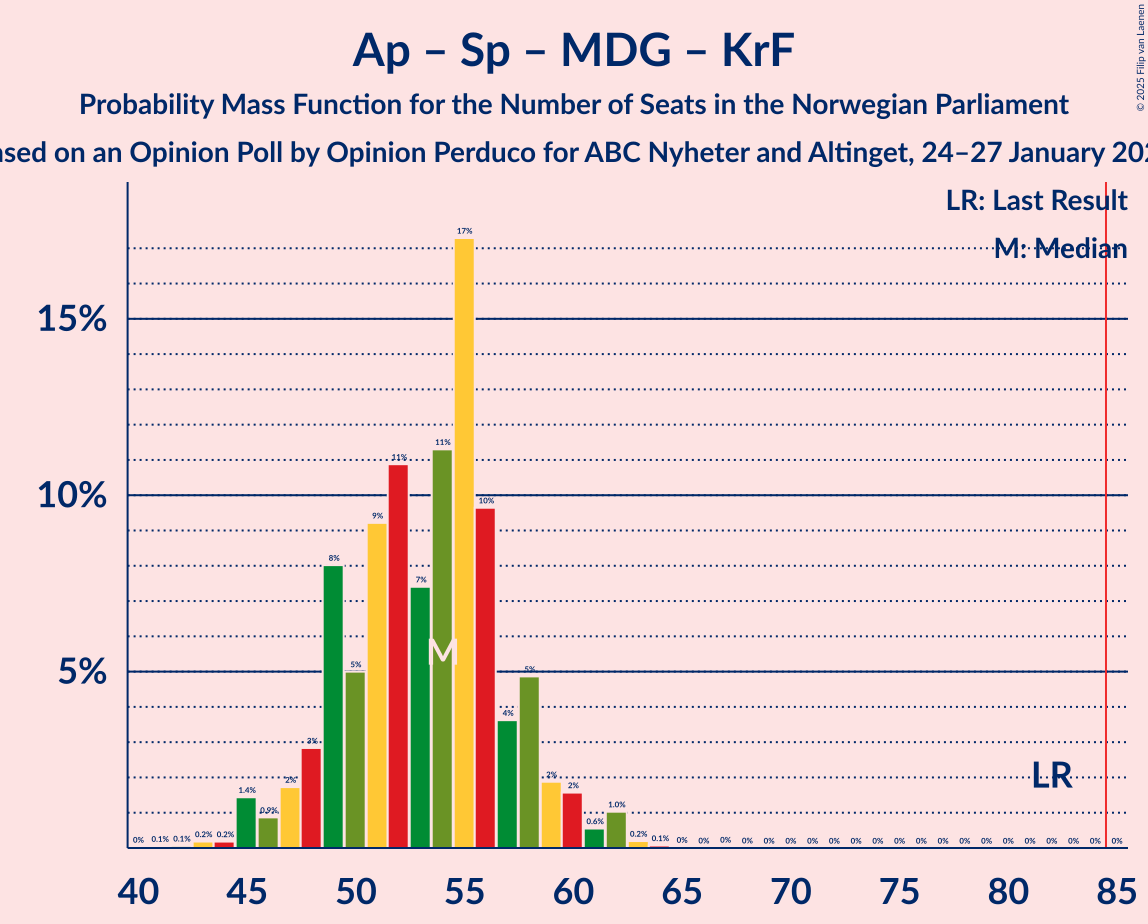 Ap – Sp – MDG – KrF
Probability Mass Function for the Number of Seats in the Norwegian Parliament
on an Opinion Poll by Opinion Perduco for ABC Nyheter and Altinget, 24–27 January
© 2025 Filip van Laenen
LR: Last Result
M: Median
15%
10%
5%
0% 0.1% 0.1% 0.2% 0.2% 1.4% 0.9% 2% 3% 8% 5% 9% 11% 7% 11% 17% 10% 4% 5% 2% 2% 0.6% 1.0% 0.2% 0.1% 0% 0% 0% 0% 0% 0% 0% 0% 0% 0% 0% 0% 0% 0% 0% 0% 0% 0% 0% 0% 0%
M
LR
40 45 50 55 60 65 70 75 80 85